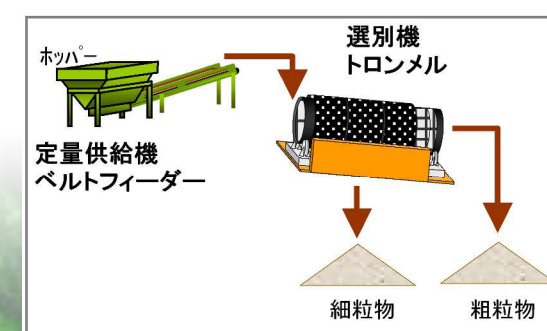 ホッパー
選別機
トロンメル
定量供給機
ベルトフィーダー
細粒物
粗粒物